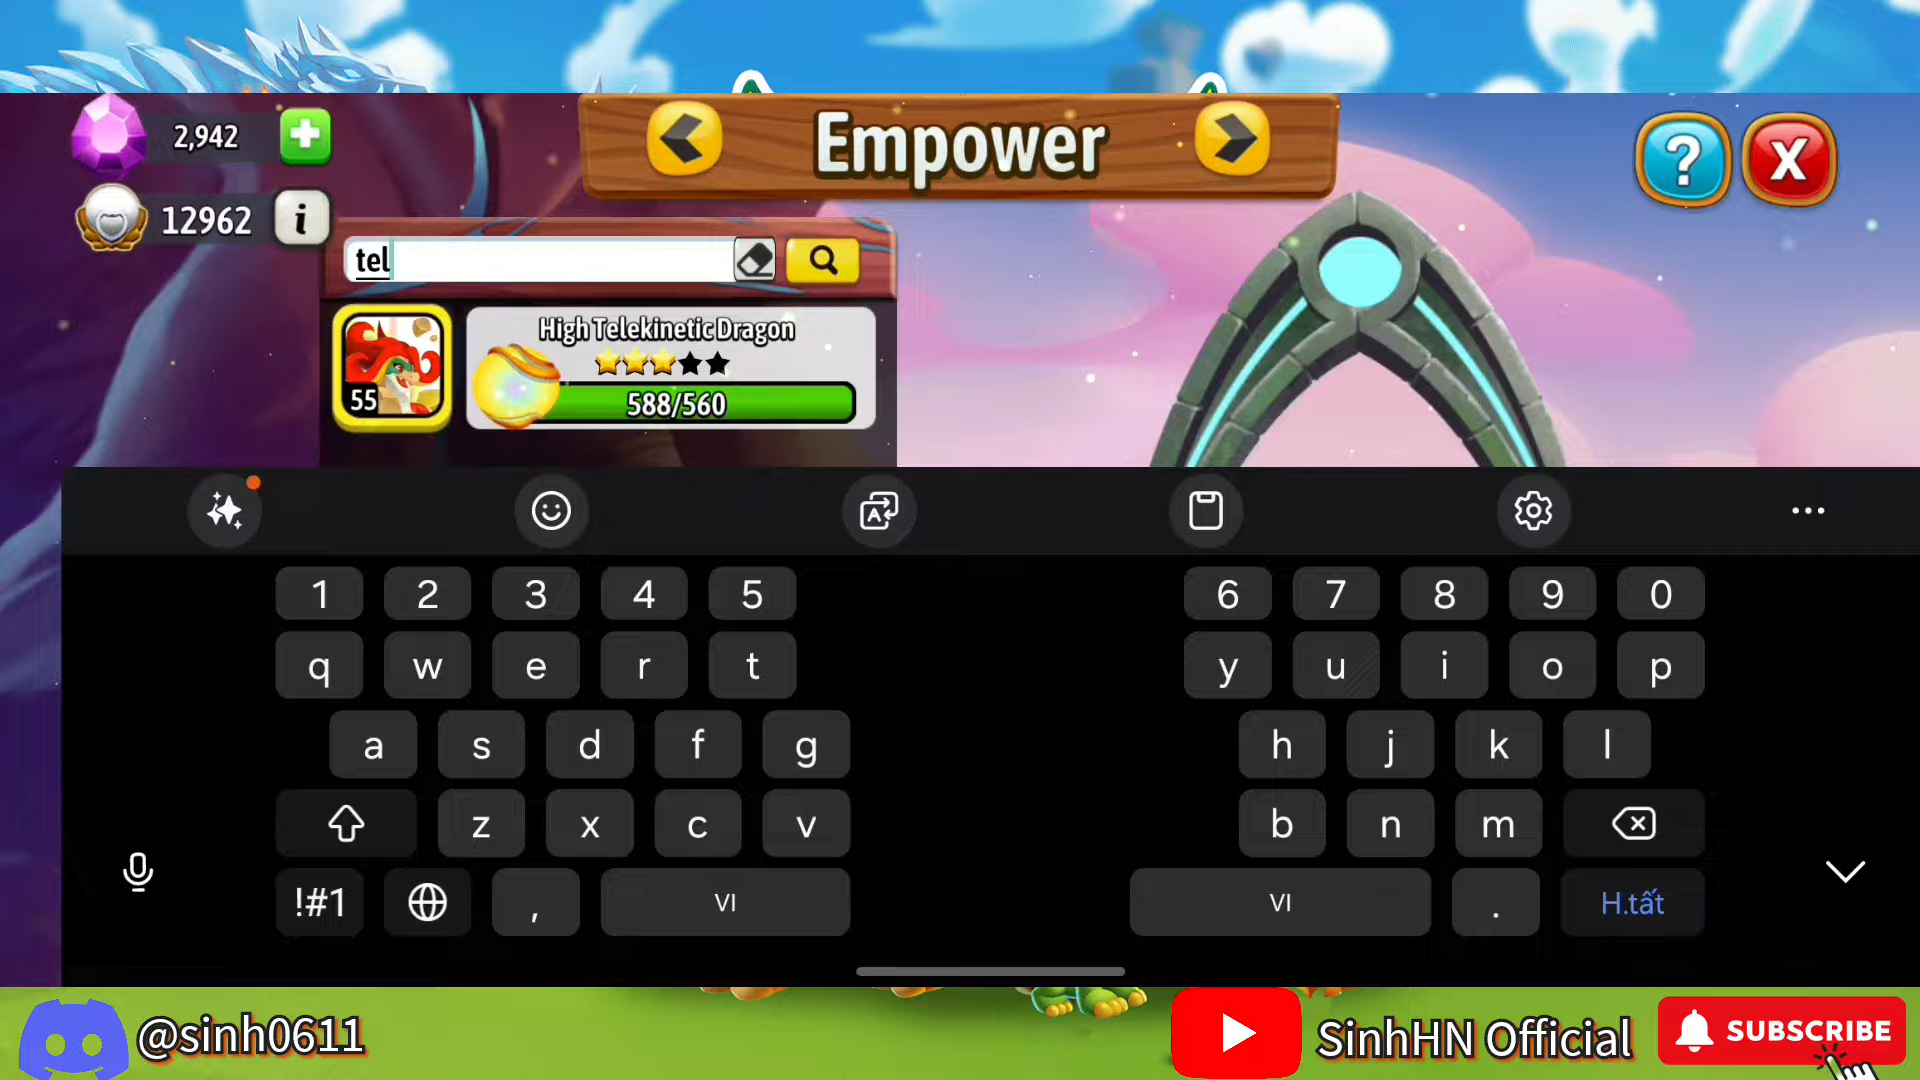 2,942
Empower
?
X
12962
i
tel
High Telekinetic Dragon
55
588/560
1 2 3 4 5 6 7 8 9 0
q w e r t y u i o p
a s d f g h j k l
z x c v b n m
!#1 , VI VI . H.tất
@sinh0611
SinhHN Official
SUBSCRIBE